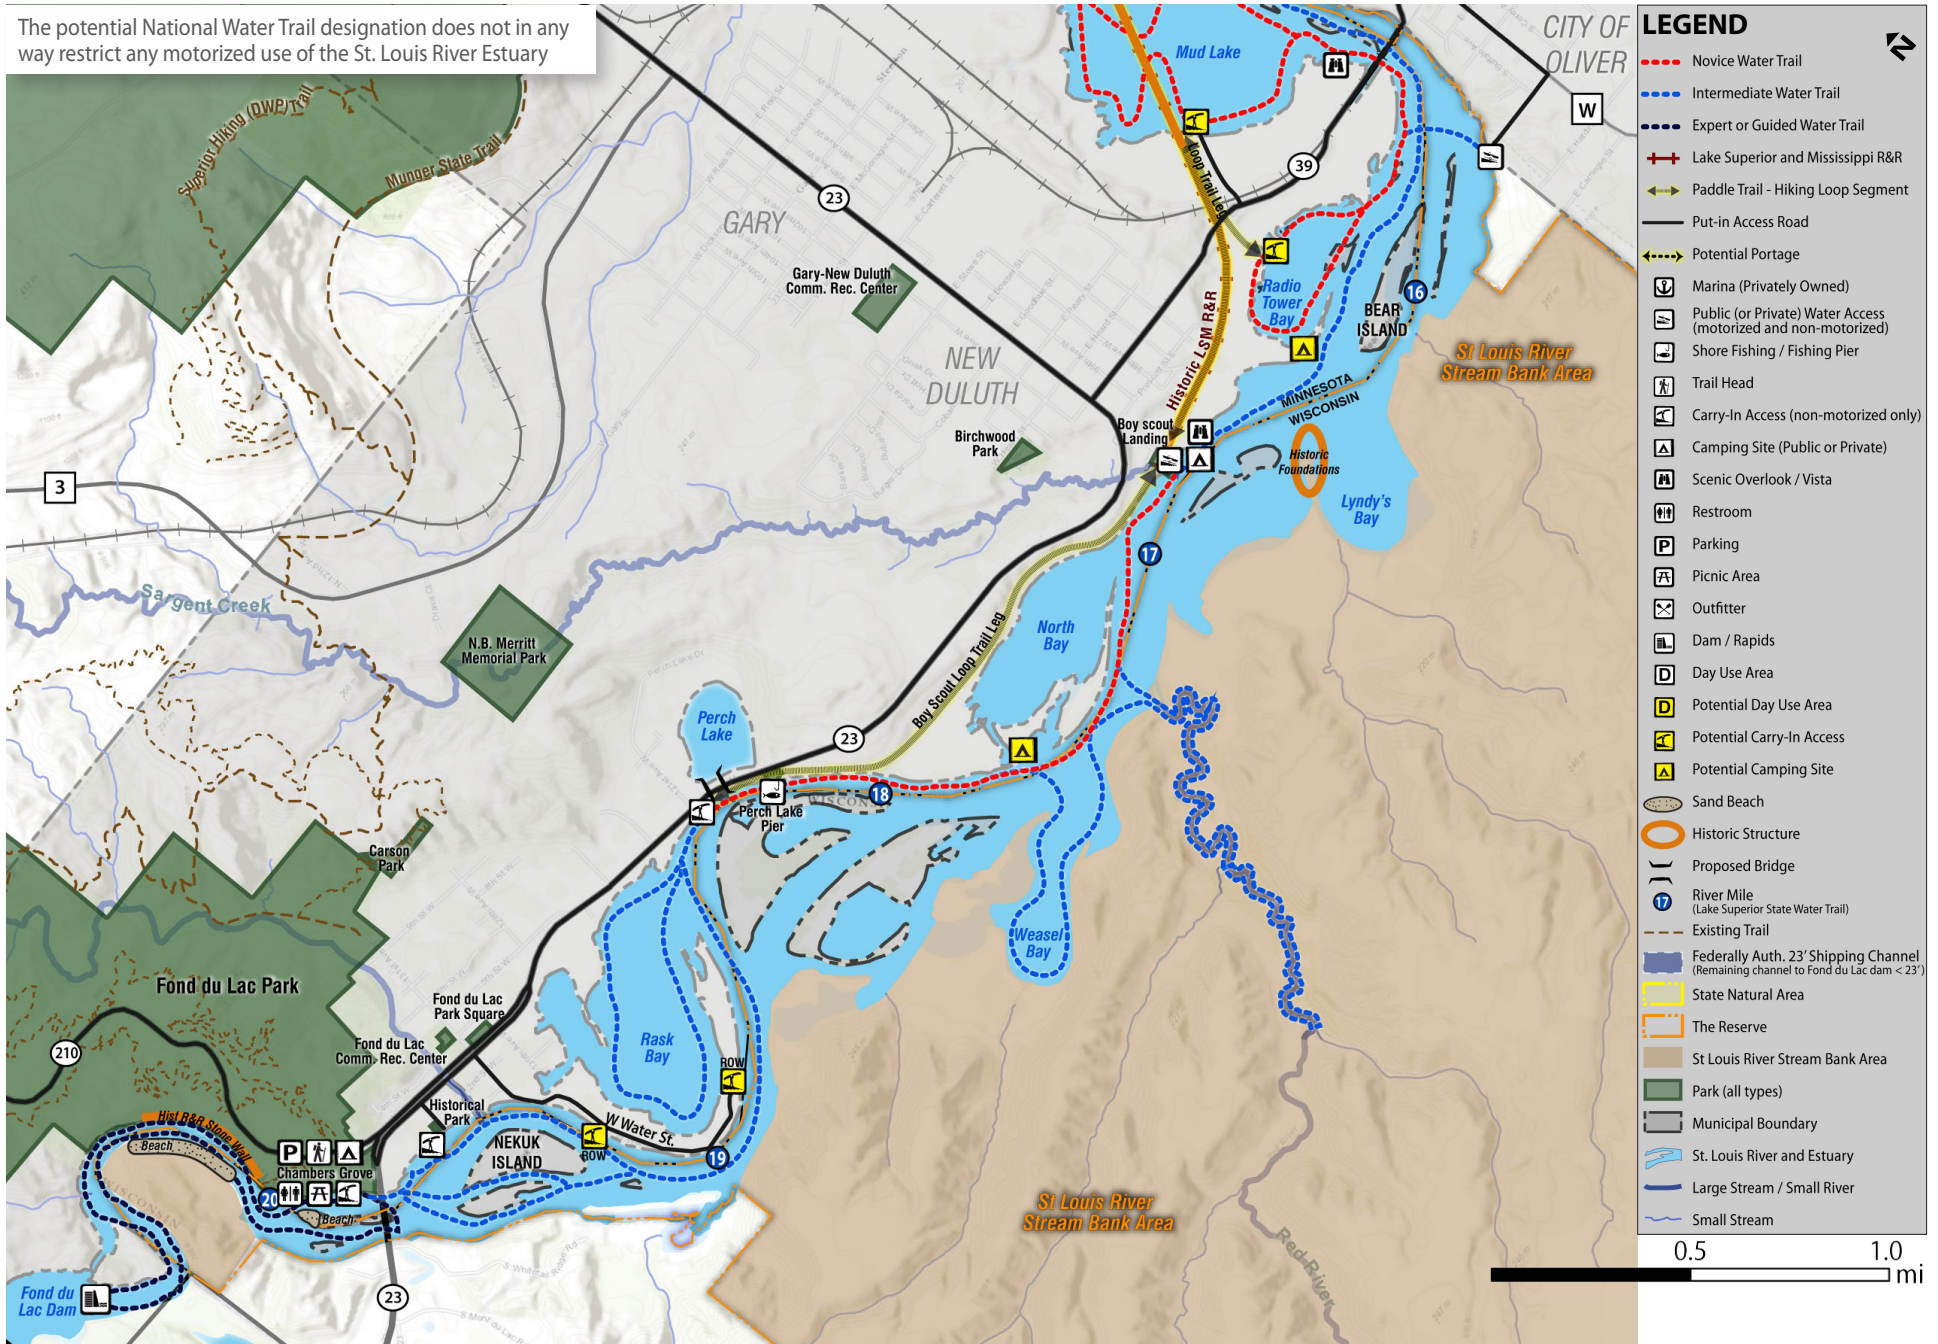 The potential National Water Trail designation does not in any
way restrict any motorized use of the St. Louis River Estuary
CITY OF
OLIVER
W
Mud Lake
Superior Hiking (DWP) Trail
Munger State Trail
GARY
23
39
Loop Trail Leg
Gary-New Duluth
Comm. Rec. Center
Radio
Tower
Bay
16
BEAR
ISLAND
Historic LSM R&R
St Louis River
Stream Bank Area
NEW
DULUTH
MINNESOTA
WISCONSIN
Boy scout
Landing
Birchwood
Park
Historic
Foundations
Lyndy's
Bay
3
17
Sargent Creek
N.B. Merritt
Memorial Park
North
Bay
Boy Scout Loop Trail Leg
Perch Lake Dr
Perch
Lake
23
18
WISCONSIN
Perch Lake
Pier
Carson
Park
Weasel
Bay
Fond du Lac Park
Fond du Lac
Park Square
Fond du Lac
Comm. Rec. Center
210
Rask
Bay
ROW
Historical
Park
W Water St.
NEKUK
ISLAND
ROW
19
Hist R&R Stone Wall
Beach
P
Chambers Grove
20
Beach
WISCONSIN
St Louis River
Stream Bank Area
Red River
Fond du
Lac Dam
23
LEGEND
N
Novice Water Trail
Intermediate Water Trail
Expert or Guided Water Trail
Lake Superior and Mississippi R&R
Paddle Trail - Hiking Loop Segment
Put-in Access Road
Potential Portage
Marina (Privately Owned)
Public (or Private) Water Access
(motorized and non-motorized)
Shore Fishing / Fishing Pier
Trail Head
Carry-In Access (non-motorized only)
Camping Site (Public or Private)
Scenic Overlook / Vista
Restroom
P Parking
Picnic Area
Outfitter
Dam / Rapids
D Day Use Area
D Potential Day Use Area
Potential Carry-In Access
Potential Camping Site
Sand Beach
Historic Structure
Proposed Bridge
17 River Mile
(Lake Superior State Water Trail)
Existing Trail
Federally Auth. 23' Shipping Channel
(Remaining channel to Fond du Lac dam < 23')
State Natural Area
The Reserve
St Louis River Stream Bank Area
Park (all types)
Municipal Boundary
St. Louis River and Estuary
Large Stream / Small River
Small Stream
0.5 1.0
mi